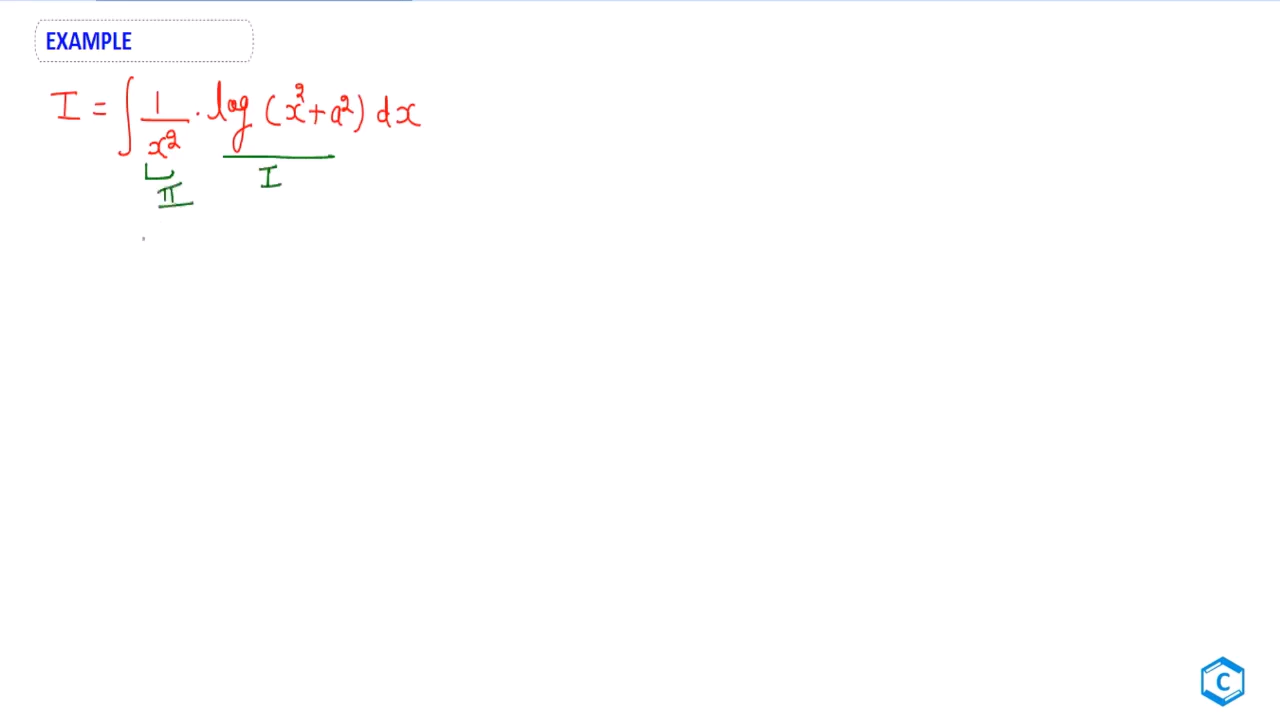 EXAMPLE
I = ∫ 1/x² · log (x² + a²) dx
II I
C